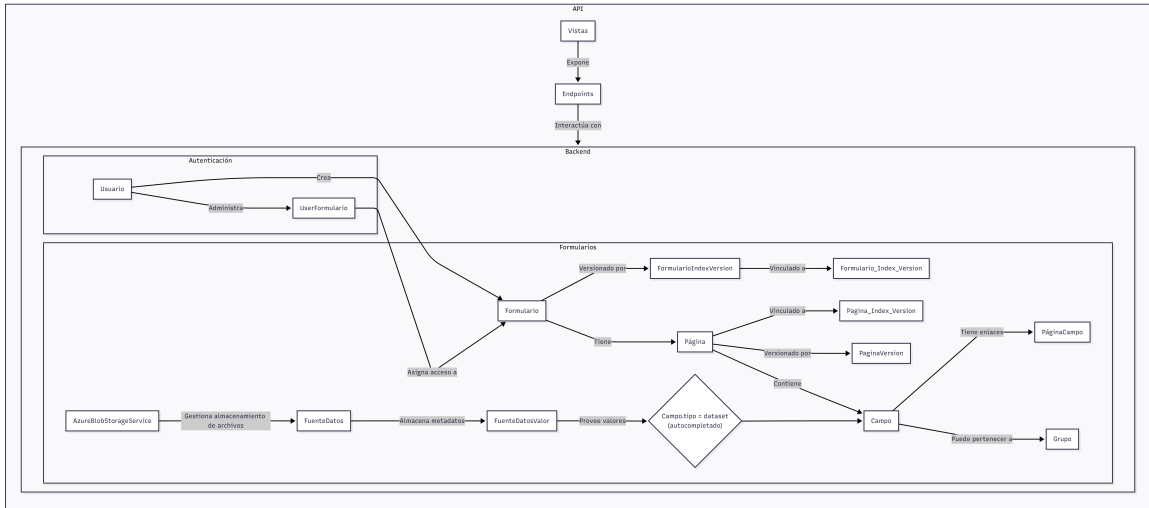 API
Vistas
Expone
Endpoints
Interactúa con
Backend
Autenticación
Usuario
Crea
Administra
UserFormulario
Formularios
Versionado por
FormularioIndexVersion
Vinculado a
Formulario_Index_Version
Formulario
Vinculado a
Pagina_Index_Version
Tiene
Página
Versionado por
PaginaVersion
Tiene enlaces
PáginaCampo
Asigna acceso a
Contiene
AzureBlobStorageService
Gestiona almacenamiento
de archivos
FuenteDatos
Almacena metadatos
FuenteDatosValor
Provee valores
Campo.tipo = dataset
(autocompletado)
Campo
Puede pertenecer a
Grupo